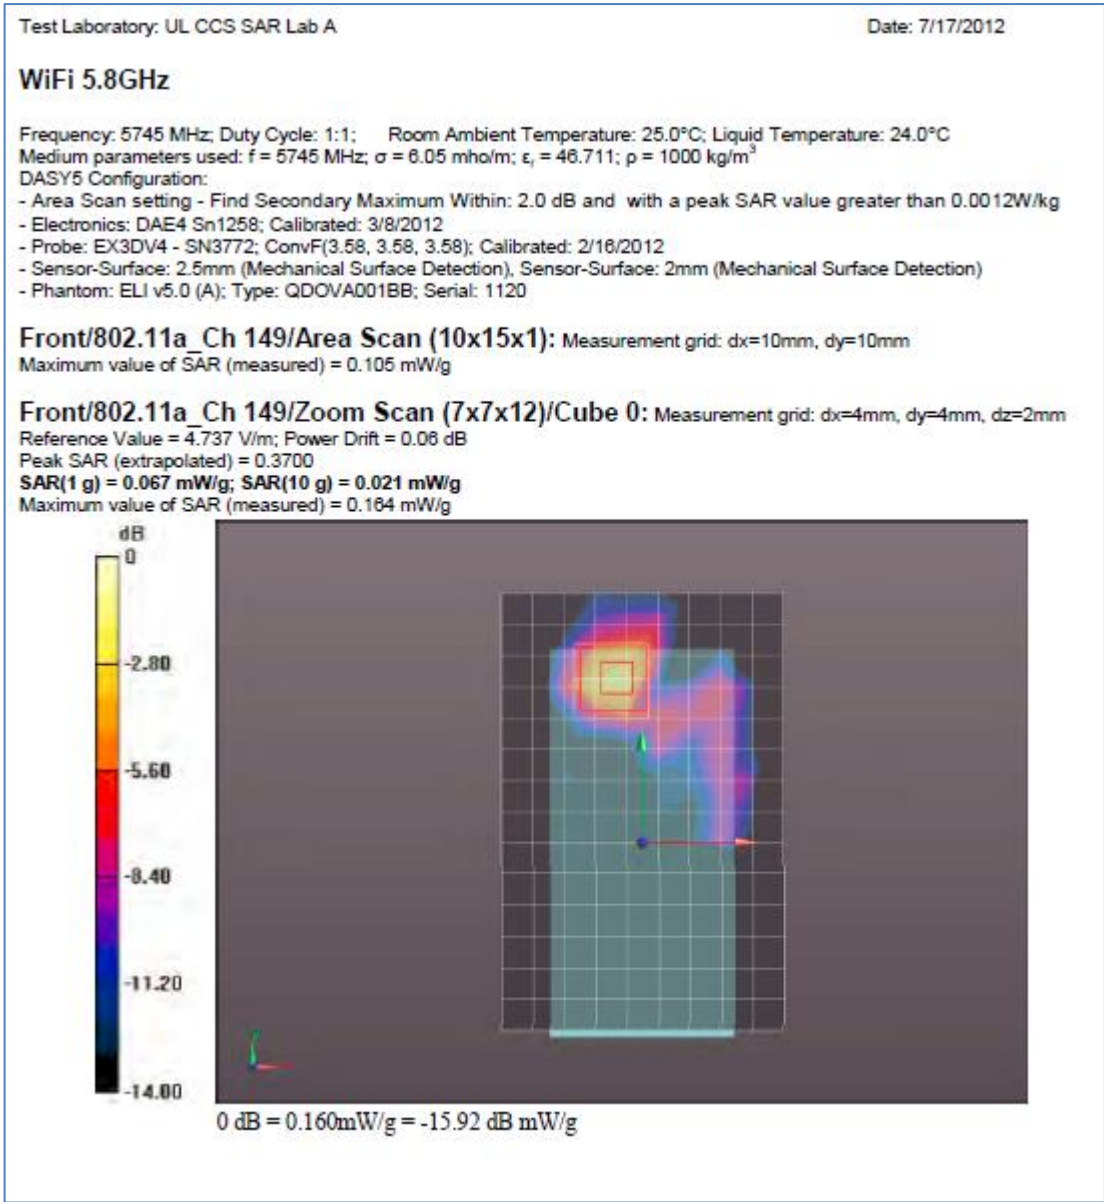 Test Laboratory: UL CCS SAR Lab A Date: 7/17/2012
WiFi 5.8GHz
Frequency: 5745 MHz; Duty Cycle: 1:1; Room Ambient Temperature: 25.0°C; Liquid Temperature: 24.0°C
Medium parameters used: f = 5745 MHz; σ = 6.05 mho/m; εr = 46.711; ρ = 1000 kg/m³
DASY5 Configuration:
- Area Scan setting - Find Secondary Maximum Within: 2.0 dB and with a peak SAR value greater than 0.0012W/kg
- Electronics: DAE4 Sn1258; Calibrated: 3/8/2012
- Probe: EX3DV4 - SN3772; ConvF(3.58, 3.58, 3.58); Calibrated: 2/16/2012
- Sensor-Surface: 2.5mm (Mechanical Surface Detection), Sensor-Surface: 2mm (Mechanical Surface Detection)
- Phantom: ELI v5.0 (A); Type: QDOVA001BB; Serial: 1120
Front/802.11a_Ch 149/Area Scan (10x15x1): Measurement grid: dx=10mm, dy=10mm
Maximum value of SAR (measured) = 0.105 mW/g
Front/802.11a_Ch 149/Zoom Scan (7x7x12)/Cube 0: Measurement grid: dx=4mm, dy=4mm, dz=2mm
Reference Value = 4.737 V/m; Power Drift = 0.06 dB
Peak SAR (extrapolated) = 0.3700
SAR(1 g) = 0.067 mW/g; SAR(10 g) = 0.021 mW/g
Maximum value of SAR (measured) = 0.164 mW/g
dB
0
-2.80
-5.60
-8.40
-11.20
-14.00
Y
0 dB = 0.160mW/g = -15.92 dB mW/g